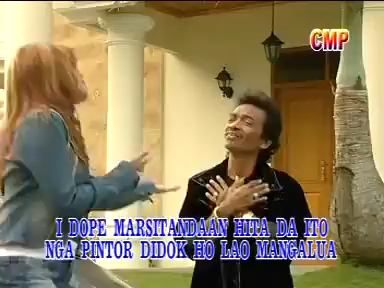 CMP
I DOPE MARSITANDAAN HITA DA ITO
NGA PINTOR DIDOK HO LAO MANGALUA